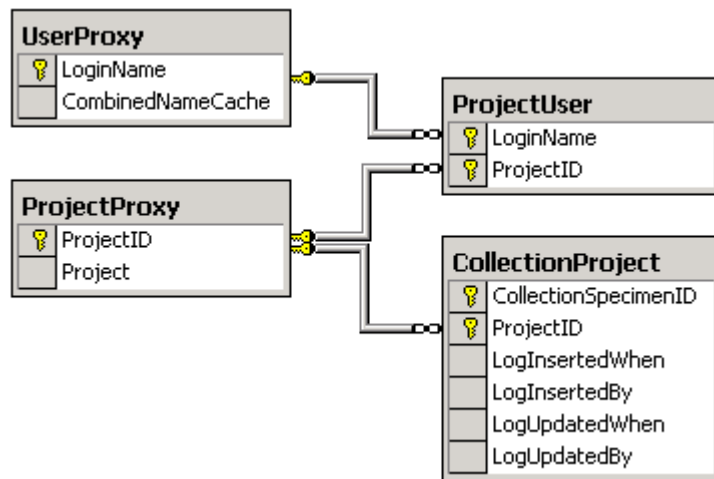 UserProxy
LoginName
CombinedNameCache
ProjectUser
LoginName
ProjectID
ProjectProxy
ProjectID
Project
CollectionProject
CollectionSpecimenID
ProjectID
LogInsertedWhen
LogInsertedBy
LogUpdatedWhen
LogUpdatedBy